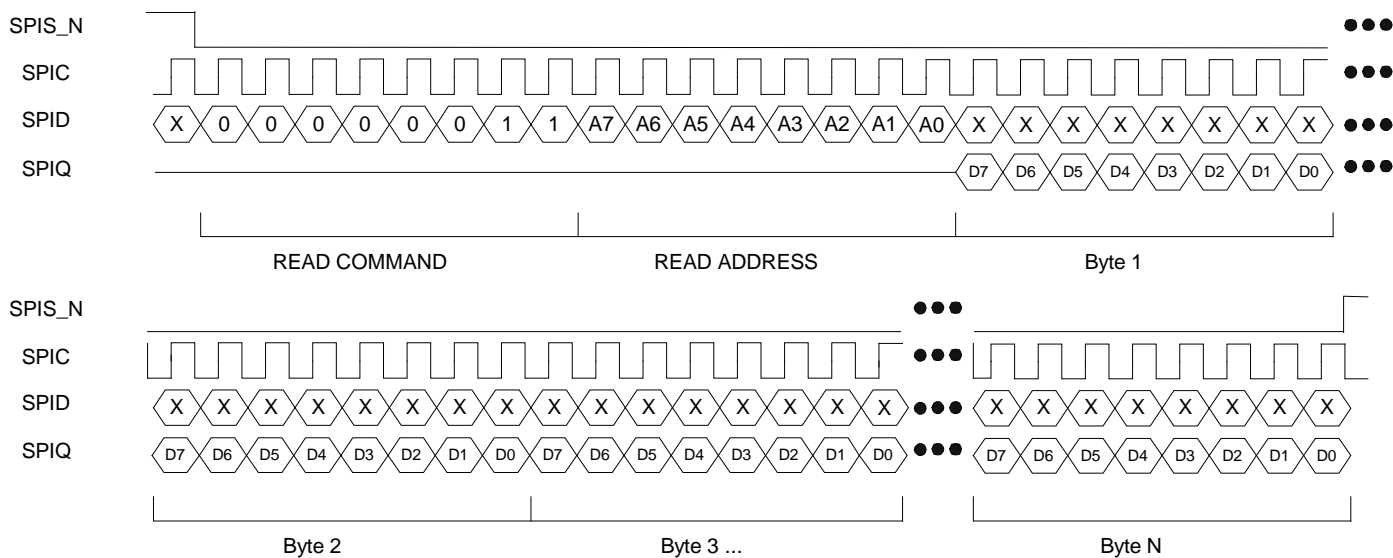 SPIS_N
SPIC
SPID X 0 0 0 0 0 0 1 1 A7 A6 A5 A4 A3 A2 A1 A0 X X X X X X X X
SPIQ D7 D6 D5 D4 D3 D2 D1 D0
READ COMMAND READ ADDRESS Byte 1
SPIS_N
SPIC
SPID X X X X X X X X X X X X X X X X X X X X X X X X
SPIQ D7 D6 D5 D4 D3 D2 D1 D0 D7 D6 D5 D4 D3 D2 D1 D0 D7 D6 D5 D4 D3 D2 D1 D0
Byte 2 Byte 3 ... Byte N